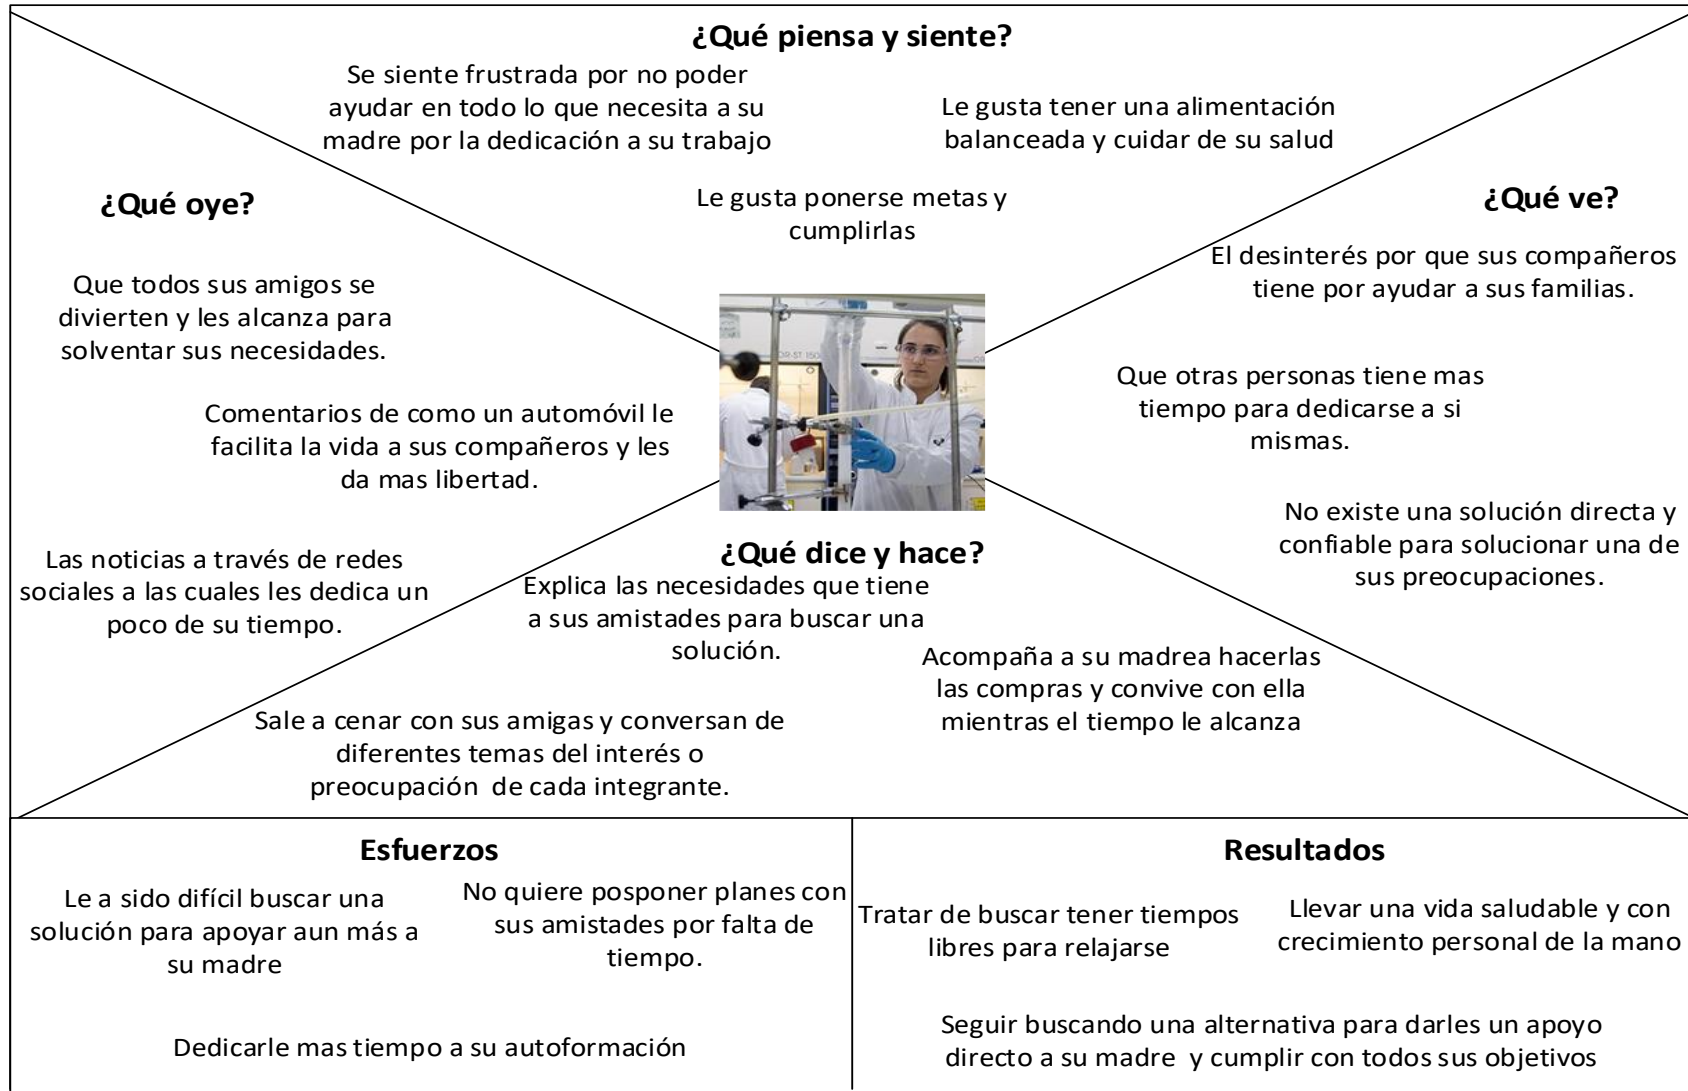 ¿Qué piensa y siente?
Se siente frustrada por no poder
ayudar en todo lo que necesita a su
madre por la dedicación a su trabajo
Le gusta tener una alimentación
balanceada y cuidar de su salud
Le gusta ponerse metas y
cumplirlas
¿Qué oye?
Que todos sus amigos se
divierten y les alcanza para
solventar sus necesidades.
Comentarios de como un automóvil le
facilita la vida a sus compañeros y les
da mas libertad.
Las noticias a través de redes
sociales a las cuales les dedica un
poco de su tiempo.
¿Qué ve?
El desinterés por que sus compañeros
tiene por ayudar a sus familias.
Que otras personas tiene mas
tiempo para dedicarse a si
mismas.
No existe una solución directa y
confiable para solucionar una de
sus preocupaciones.
¿Qué dice y hace?
Explica las necesidades que tiene
a sus amistades para buscar una
solución.
Acompaña a su madrea hacerlas
las compras y convive con ella
mientras el tiempo le alcanza
Sale a cenar con sus amigas y conversan de
diferentes temas del interés o
preocupación de cada integrante.
Esfuerzos
Le a sido difícil buscar una
solución para apoyar aun más a
su madre
No quiere posponer planes con
sus amistades por falta de
tiempo.
Dedicarle mas tiempo a su autoformación
Resultados
Tratar de buscar tener tiempos
libres para relajarse
Llevar una vida saludable y con
crecimiento personal de la mano
Seguir buscando una alternativa para darles un apoyo
directo a su madre y cumplir con todos sus objetivos